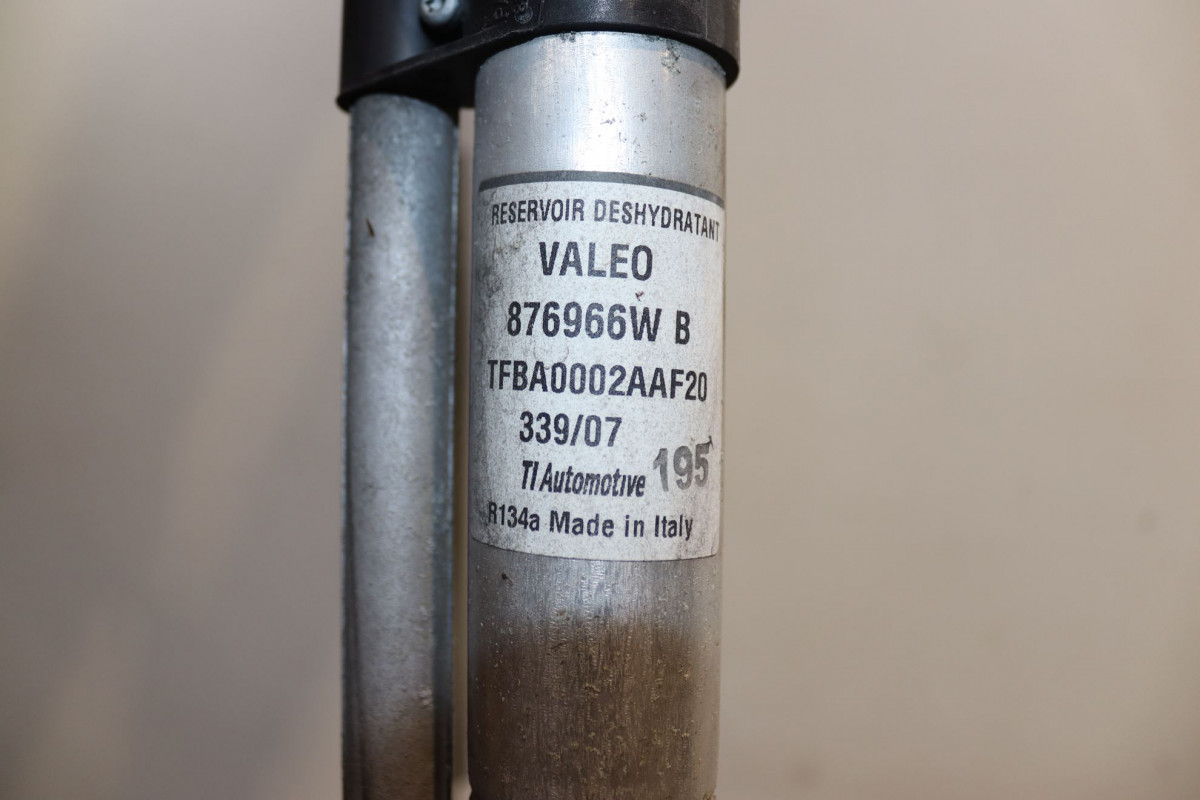 RESERVOIR DESHYDRATANT
VALEO
876966W B
TFBA0002AAF20
339/07
TI Automotive 195
R134a Made in Italy